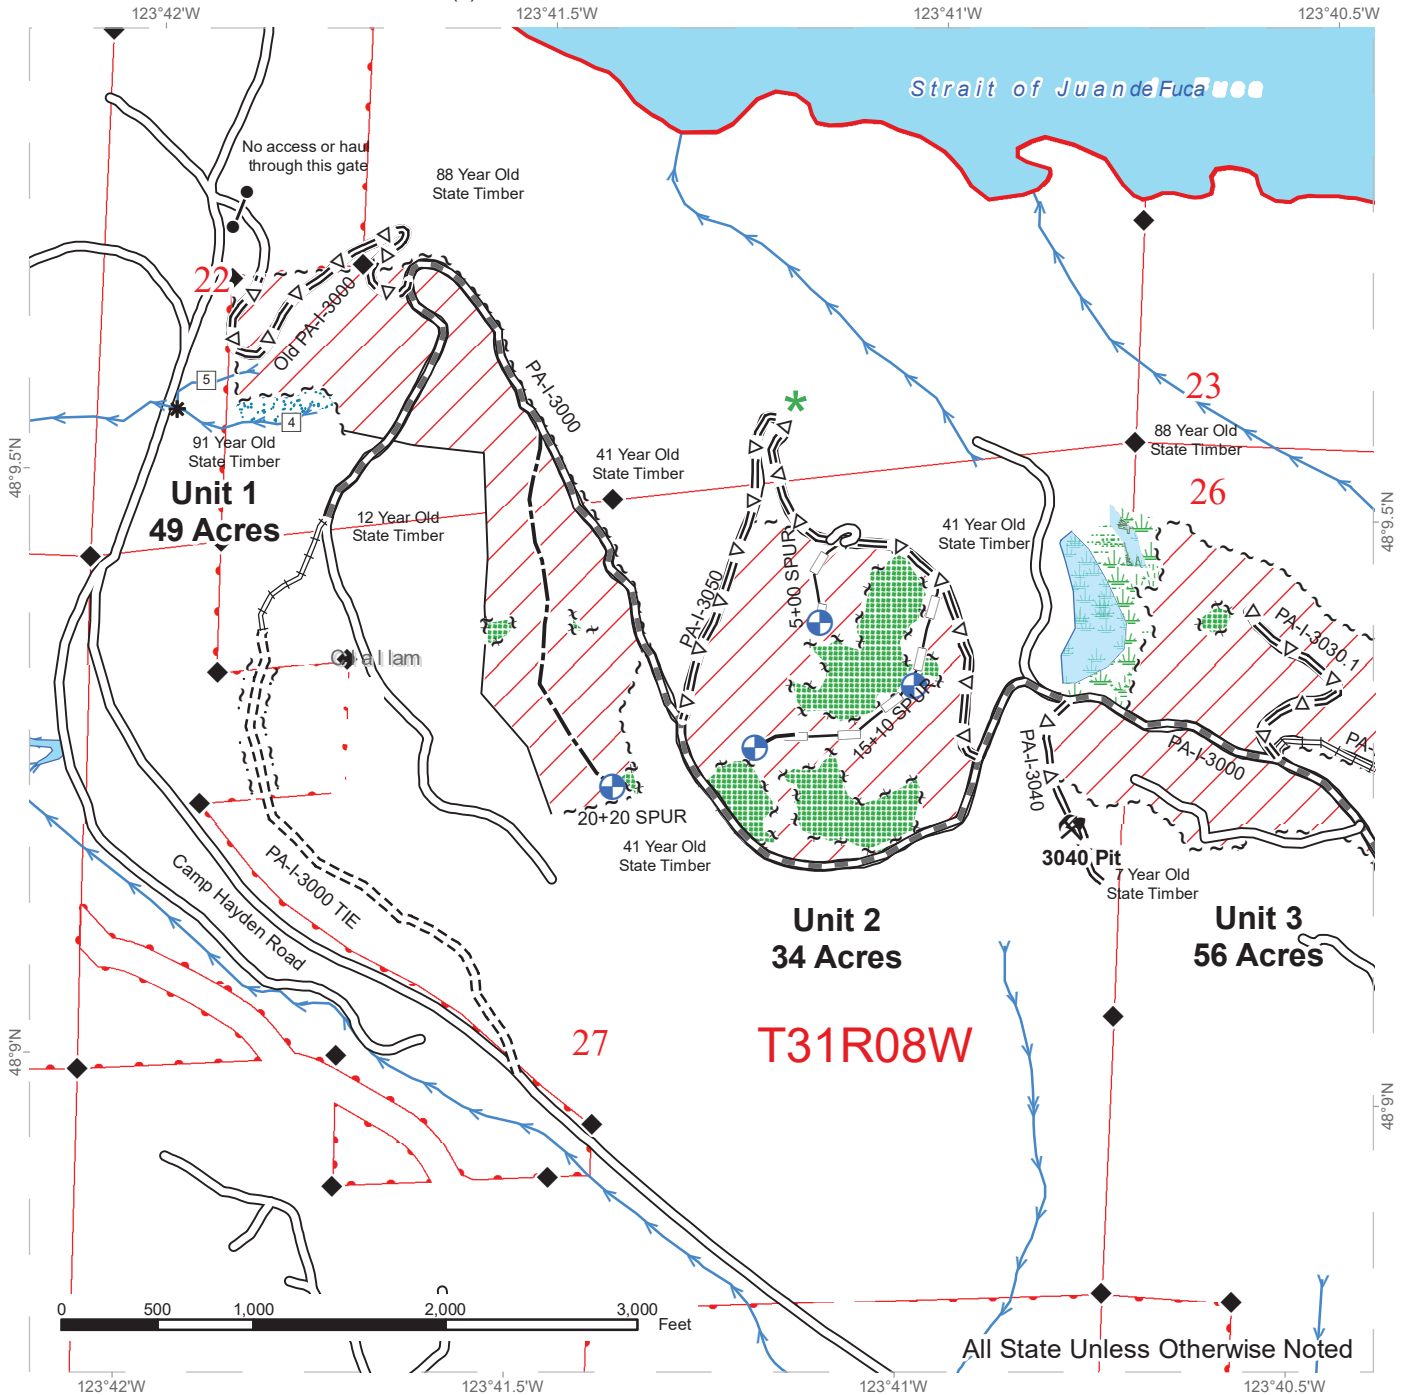 123°42'W
123°41.5'W
123°41'W
123°40.5'W
Strait of Juan de Fuca
No access or haul
through this gate
88 Year Old
State Timber
22
Old PA-I-3000
PA-I-3000
23
5
4
91 Year Old
State Timber
41 Year Old
State Timber
88 Year Old
State Timber
48°9.5'N
48°9.5'N
Unit 1
49 Acres
12 Year Old
State Timber
41 Year Old
State Timber
26
5+00 SPUR
PA-I-3050
PA-I-3030.1
Clallam
15+10 SPUR
PA-I-3040
PA-I-3000
PA-
20+20 SPUR
41 Year Old
State Timber
3040 Pit
7 Year Old
State Timber
PA-I-3000 TIE
Camp Hayden Road
Unit 2
34 Acres
Unit 3
56 Acres
27
T31R08W
48°9'N
48°9'N
0 500 1,000 2,000 3,000
Feet
All State Unless Otherwise Noted
123°42'W
123°41.5'W
123°41'W
123°40.5'W